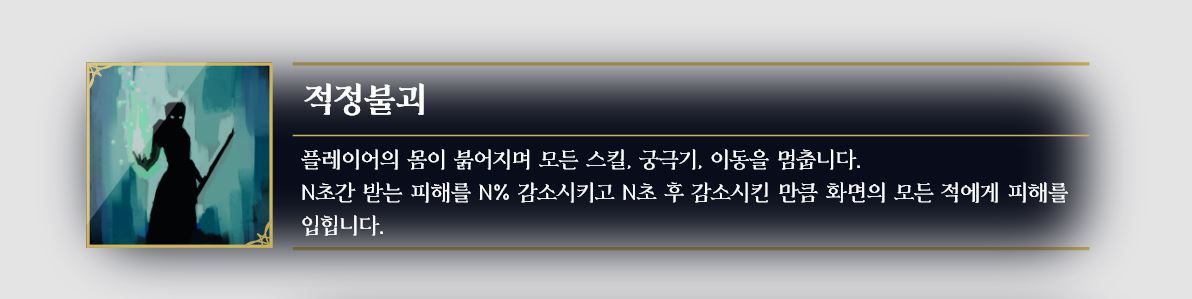 적정불괴
플레이어의 몸이 붉어지며 모든 스킬, 궁극기, 이동을 멈춥니다.
N초간 받는 피해를 N% 감소시키고 N초 후 감소시킨 만큼 화면의 모든 적에게 피해를
입힙니다.